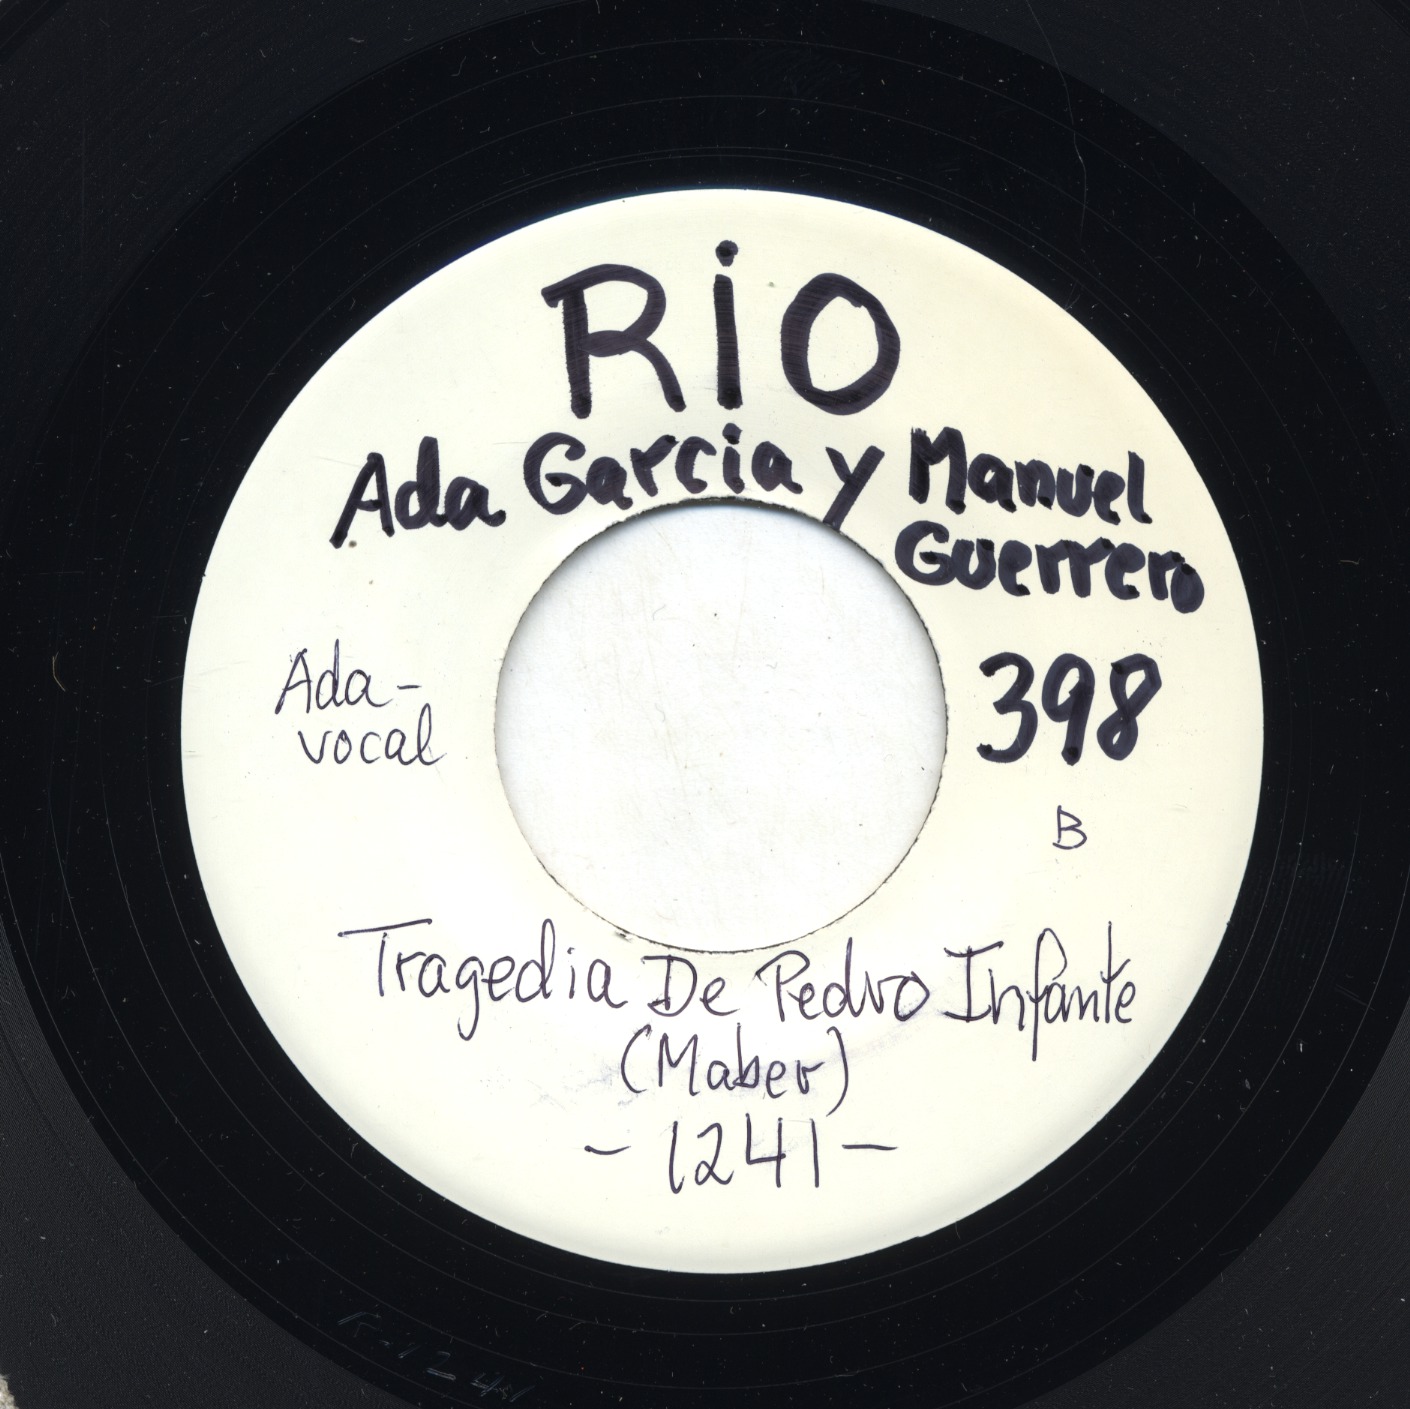 RiO
Ada Garcia y Manuel
Guerrero
Ada-
vocal
398
B
Tragedia De Pedro Infante
(Maber)
- 1241 -